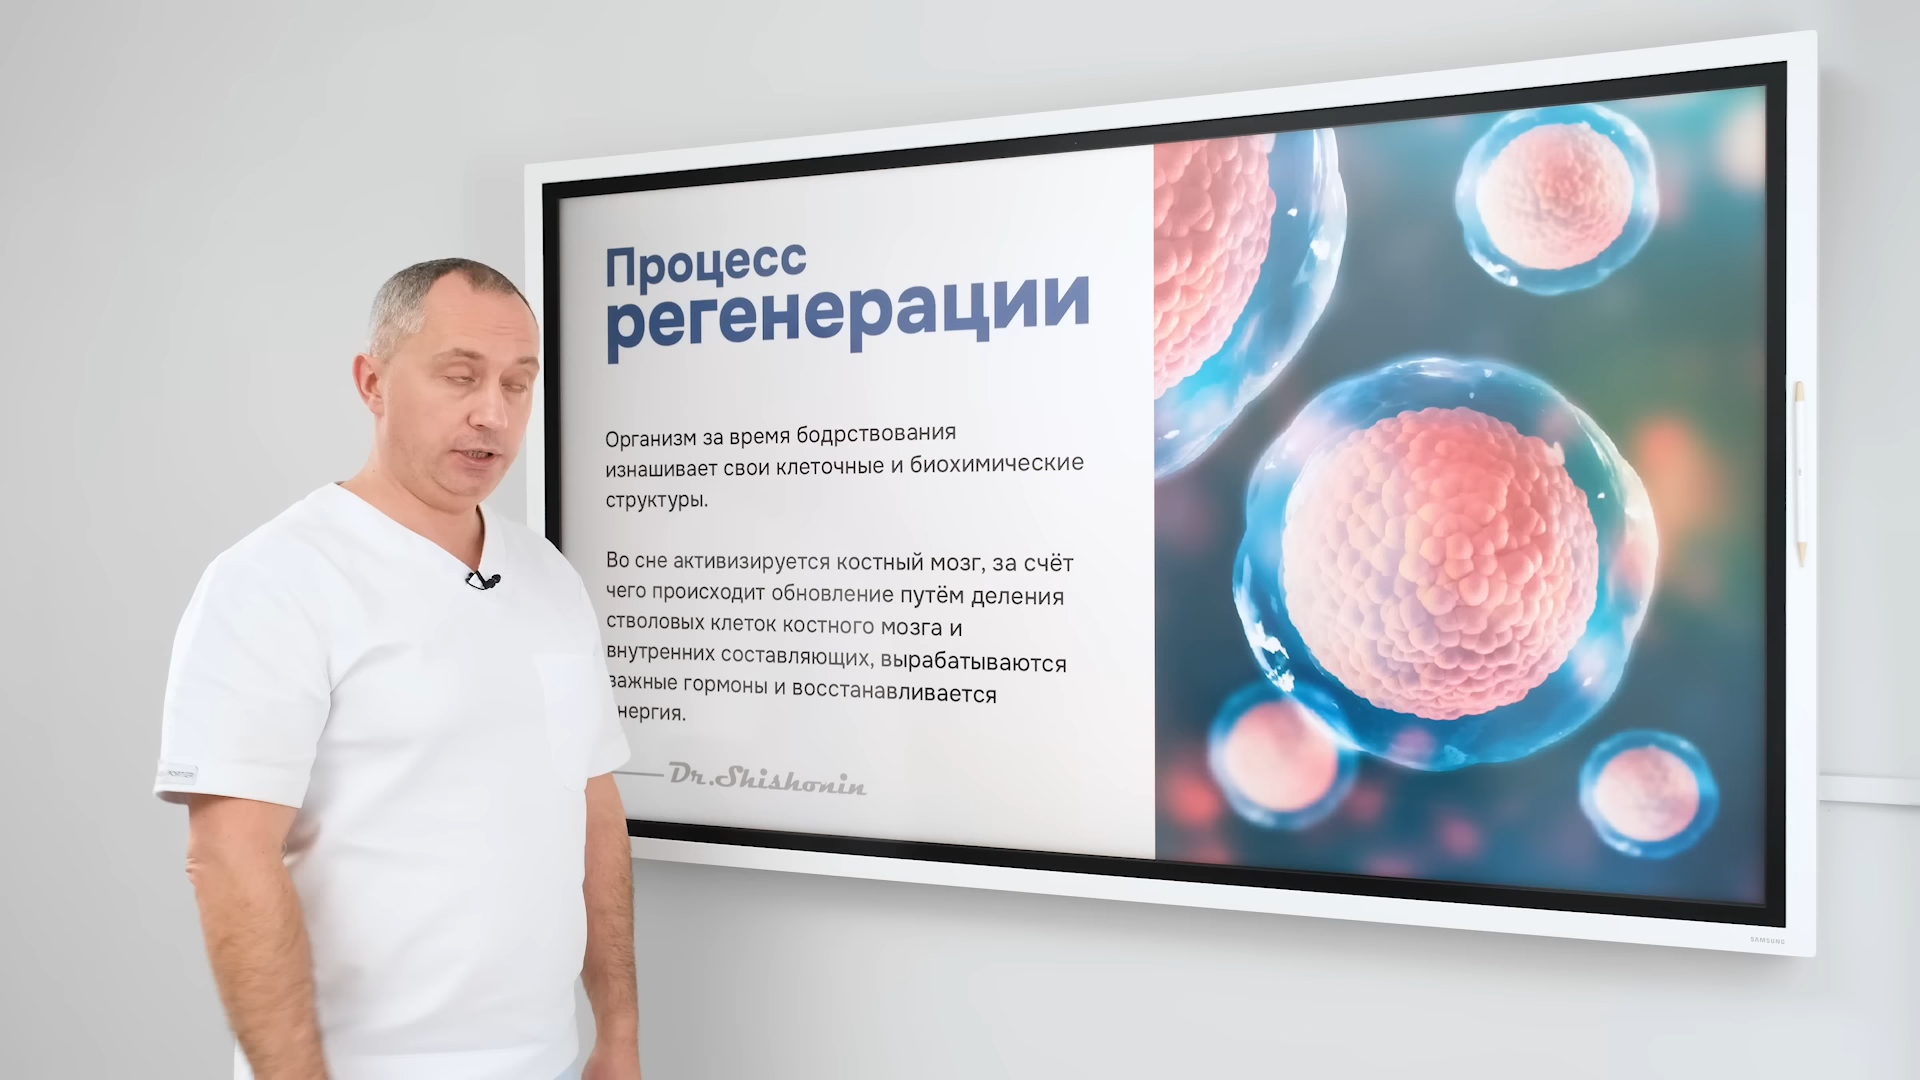 Процесс
регенерации
Организм за время бодрствования
изнашивает свои клеточные и биохимические
структуры.
Во сне активизируется костный мозг, за счёт
чего происходит обновление путём деления
стволовых клеток костного мозга и
внутренних составляющих, вырабатываются
важные гормоны и восстанавливается
нергия.
Dr.Shishonin
SAMSUNG